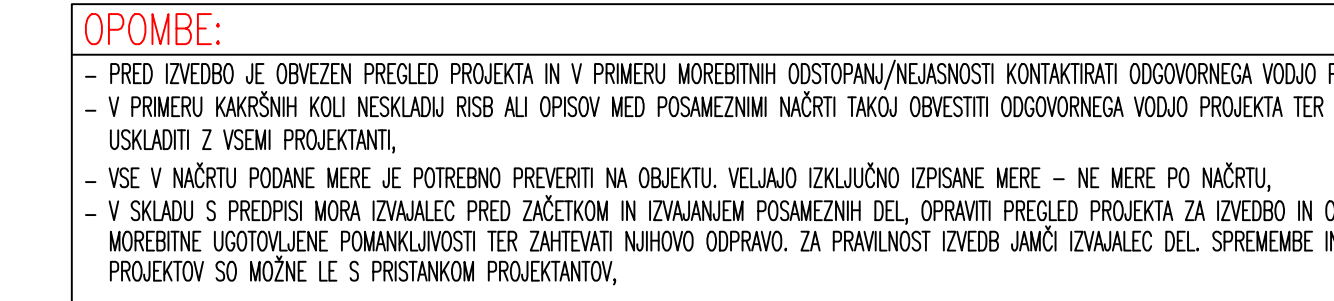 OPOMBE:
- PRED IZVEDBO JE OBVEZEN PREGLED PROJEKTA IN V PRIMERU MOREBITNIH ODSTOPANJ/NEJASNOSTI KONTAKTIRATI ODGOVORNEGA VODJO
- V PRIMERU KAKRŠNIH KOLI NESKLADIJ RISB ALI OPISOV MED POSAMEZNIMI NAČRTI TAKOJ OBVESTITI ODGOVORNEGA VODJO PROJEKTA TER
USKLADITI Z VSEMI PROJEKTANTI,
- VSE V NAČRTU PODANE MERE JE POTREBNO PREVERITI NA OBJEKTU. VELJAJO IZKLJUČNO IZPISANE MERE – NE MERE PO NAČRTU,
- V SKLADU S PREDPISI MORA IZVAJALEC PRED ZAČETKOM IN IZVAJANJEM POSAMEZNIH DEL, OPRAVITI PREGLED PROJEKTA ZA IZVEDBO IN
MOREBITNE UGOTOVLJENE POMANKLJIVOSTI TER ZAHTEVATI NJIHOVO ODPRAVO. ZA PRAVILNOST IZVEDB JAMČI IZVAJALEC DEL. SPREMEMBE
PROJEKTOV SO MOŽNE LE S PRISTANKOM PROJEKTANTOV,